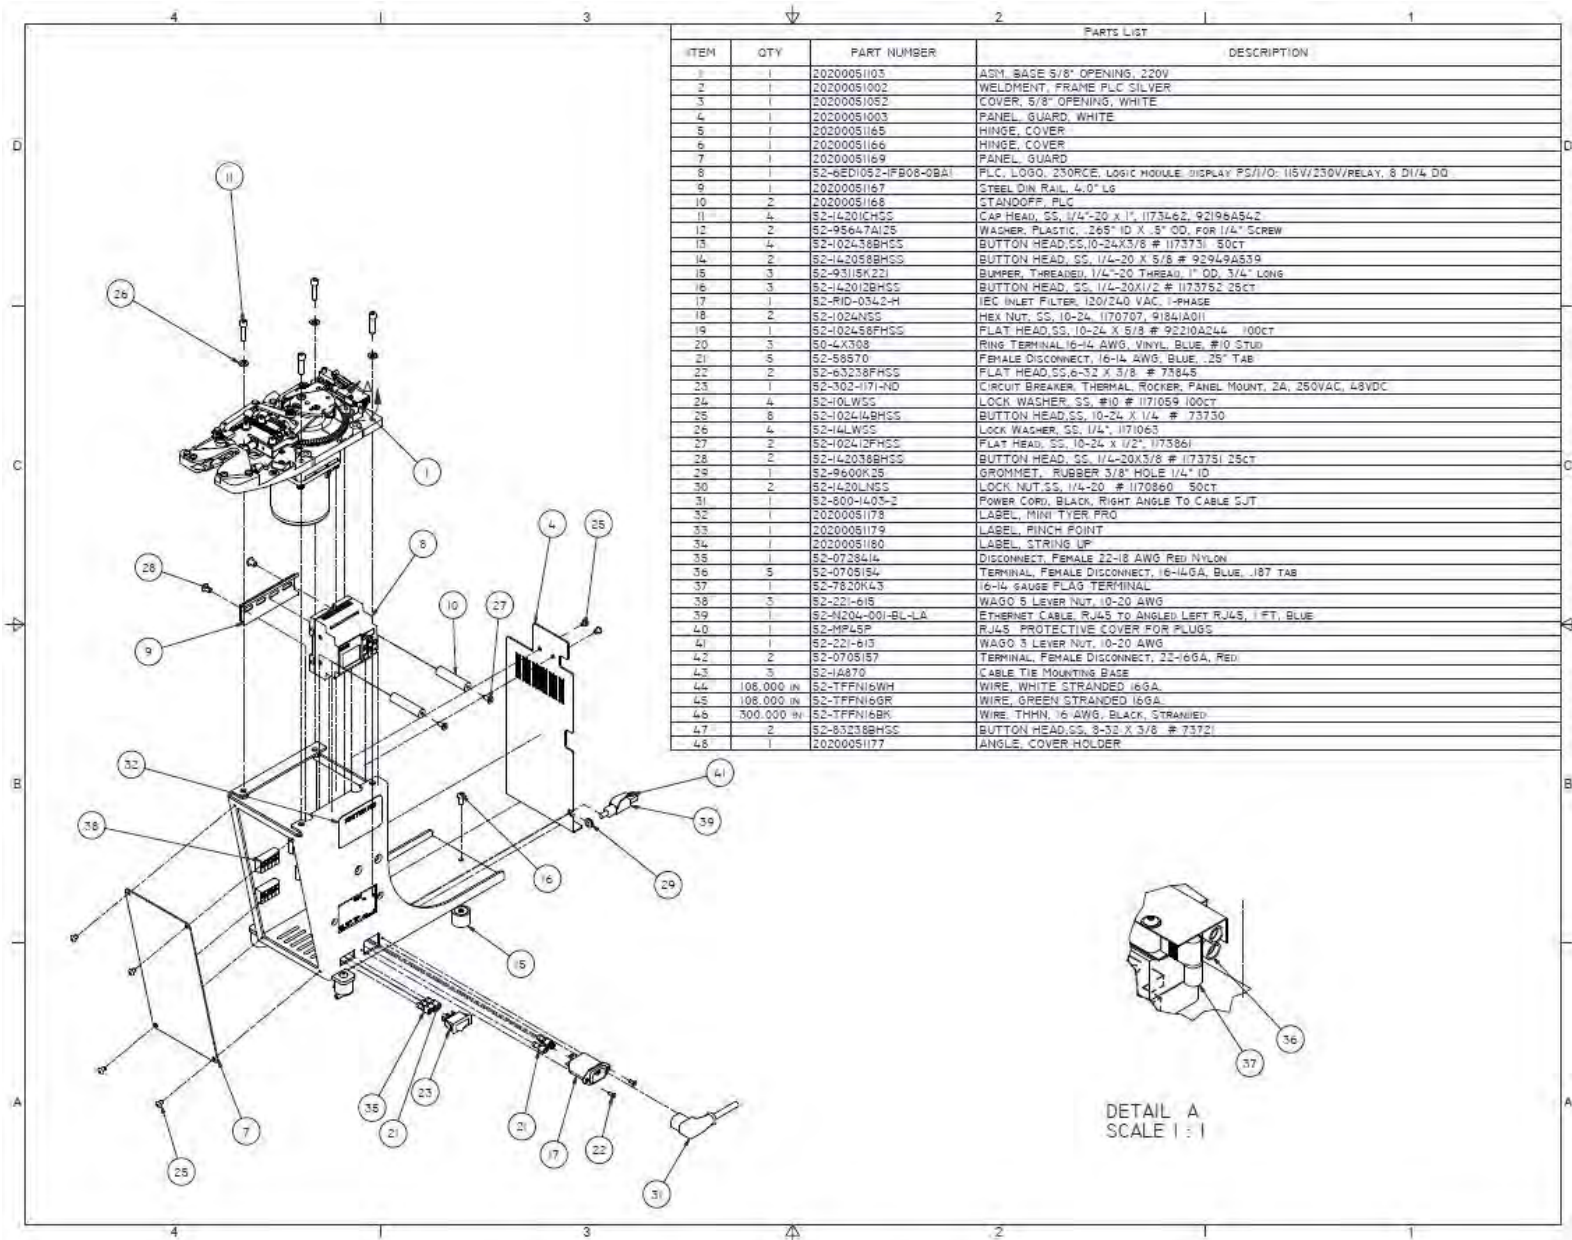 4 3 2 1
PARTS LIST
ITEM QTY PART NUMBER DESCRIPTION
1 1 20200051103 ASM, BASE 5/8" OPENING, 220V
2 1 20200051002 WELDMENT, FRAME PLC SILVER
3 1 20200051052 COVER, 5/8" OPENING, WHITE
4 1 20200051003 PANEL, GUARD, WHITE
5 1 20200051165 HINGE, COVER
6 1 20200051166 HINGE, COVER
7 1 20200051169 PANEL, GUARD
8 1 52-6ED1052-1FB08-0BA1 PLC, LOGO, 230RCE, LOGIC MODULE, DISPLAY PS/I/O: 115V/230V/RELAY, 8 DI/4 DQ
9 1 20200051167 STEEL DIN RAIL, 4.0" LG
10 2 20200051168 STANDOFF, PLC
11 4 52-14201CHSS CAP HEAD, SS, 1/4"-20 X 1", 1173462, 92196A542
12 2 52-95647A125 WASHER, PLASTIC, .265" ID X .5" OD, FOR 1/4" SCREW
13 4 52-102438BHSS BUTTON HEAD,SS,10-24X3/8 # 1173731 50CT
14 2 52-142058BHSS BUTTON HEAD, SS, 1/4-20 X 5/8 # 92949A539
15 3 52-93115K221 BUMPER, THREADED, 1/4"-20 THREAD, 1" OD, 3/4" LONG
16 3 52-142012BHSS BUTTON HEAD, SS, 1/4-20X1/2 # 1173752 25CT
17 1 52-RID-0342-H IEC INLET FILTER, 120/240 VAC, 1-PHASE
18 2 52-1024NSS HEX NUT, SS, 10-24, 1170707, 91841A011
19 1 52-102458FHSS FLAT HEAD,SS, 10-24 X 5/8 # 92210A244 100CT
20 3 50-4X308 RING TERMINAL,16-14 AWG, VINYL, BLUE, #10 STUD
21 5 52-58570 FEMALE DISCONNECT, 16-14 AWG, BLUE, .25" TAB
22 2 52-63238FHSS FLAT HEAD,SS,6-32 X 3/8 # 73845
23 1 52-302-1171-ND CIRCUIT BREAKER, THERMAL, ROCKER, PANEL MOUNT, 2A, 250VAC, 48VDC
24 4 52-10LWSS LOCK WASHER, SS, #10 # 1171059 100CT
25 8 52-102414BHSS BUTTON HEAD,SS, 10-24 X 1/4 # 73730
26 4 52-14LWSS LOCK WASHER, SS, 1/4", 1171063
27 2 52-102412FHSS FLAT HEAD, SS, 10-24 X 1/2", 1173861
28 2 52-142038BHSS BUTTON HEAD, SS, 1/4-20X3/8 # 1173751 25CT
29 1 52-9600K25 GROMMET, RUBBER 3/8" HOLE 1/4" ID
30 2 52-1420LNSS LOCK NUT,SS, 1/4-20 # 1170860 50CT
31 1 52-800-1403-2 POWER CORD, BLACK, RIGHT ANGLE TO CABLE SJT
32 1 20200051178 LABEL, MINI TYER PRO
33 1 20200051179 LABEL, PINCH POINT
34 1 20200051180 LABEL, STRING UP
35 1 52-0728414 DISCONNECT, FEMALE 22-18 AWG RED NYLON
36 5 52-0705154 TERMINAL, FEMALE DISCONNECT, 16-14GA, BLUE, .187 TAB
37 1 52-7820K43 16-14 GAUGE FLAG TERMINAL
38 3 52-221-615 WAGO 5 LEVER NUT, 10-20 AWG
39 1 52-N204-001-BL-LA ETHERNET CABLE, RJ45 TO ANGLED LEFT RJ45, 1 FT, BLUE
40 1 52-MP45P RJ45 PROTECTIVE COVER FOR PLUGS
41 1 52-221-613 WAGO 3 LEVER NUT, 10-20 AWG
42 2 52-0705157 TERMINAL, FEMALE DISCONNECT, 22-16GA, RED
43 3 52-1A870 CABLE TIE MOUNTING BASE
44 108.000 IN 52-TFFN16WH WIRE, WHITE STRANDED 16GA.
45 108.000 IN 52-TFFN16GR WIRE, GREEN STRANDED 16GA.
46 300.000 IN 52-TFFN16BK WIRE, THHN, 16 AWG, BLACK, STRANDED
47 2 52-83238BHSS BUTTON HEAD,SS, 8-32 X 3/8 # 73721
48 1 20200051177 ANGLE, COVER HOLDER
D D
11
26
A
C C
1
4 25
8
28
10 27
9
B B
32
41
38
39
16 29
15
36
37
23
35
21
21
22
17
7
25
31
A A
DETAIL A
SCALE 1 : 1
4 3 2 1